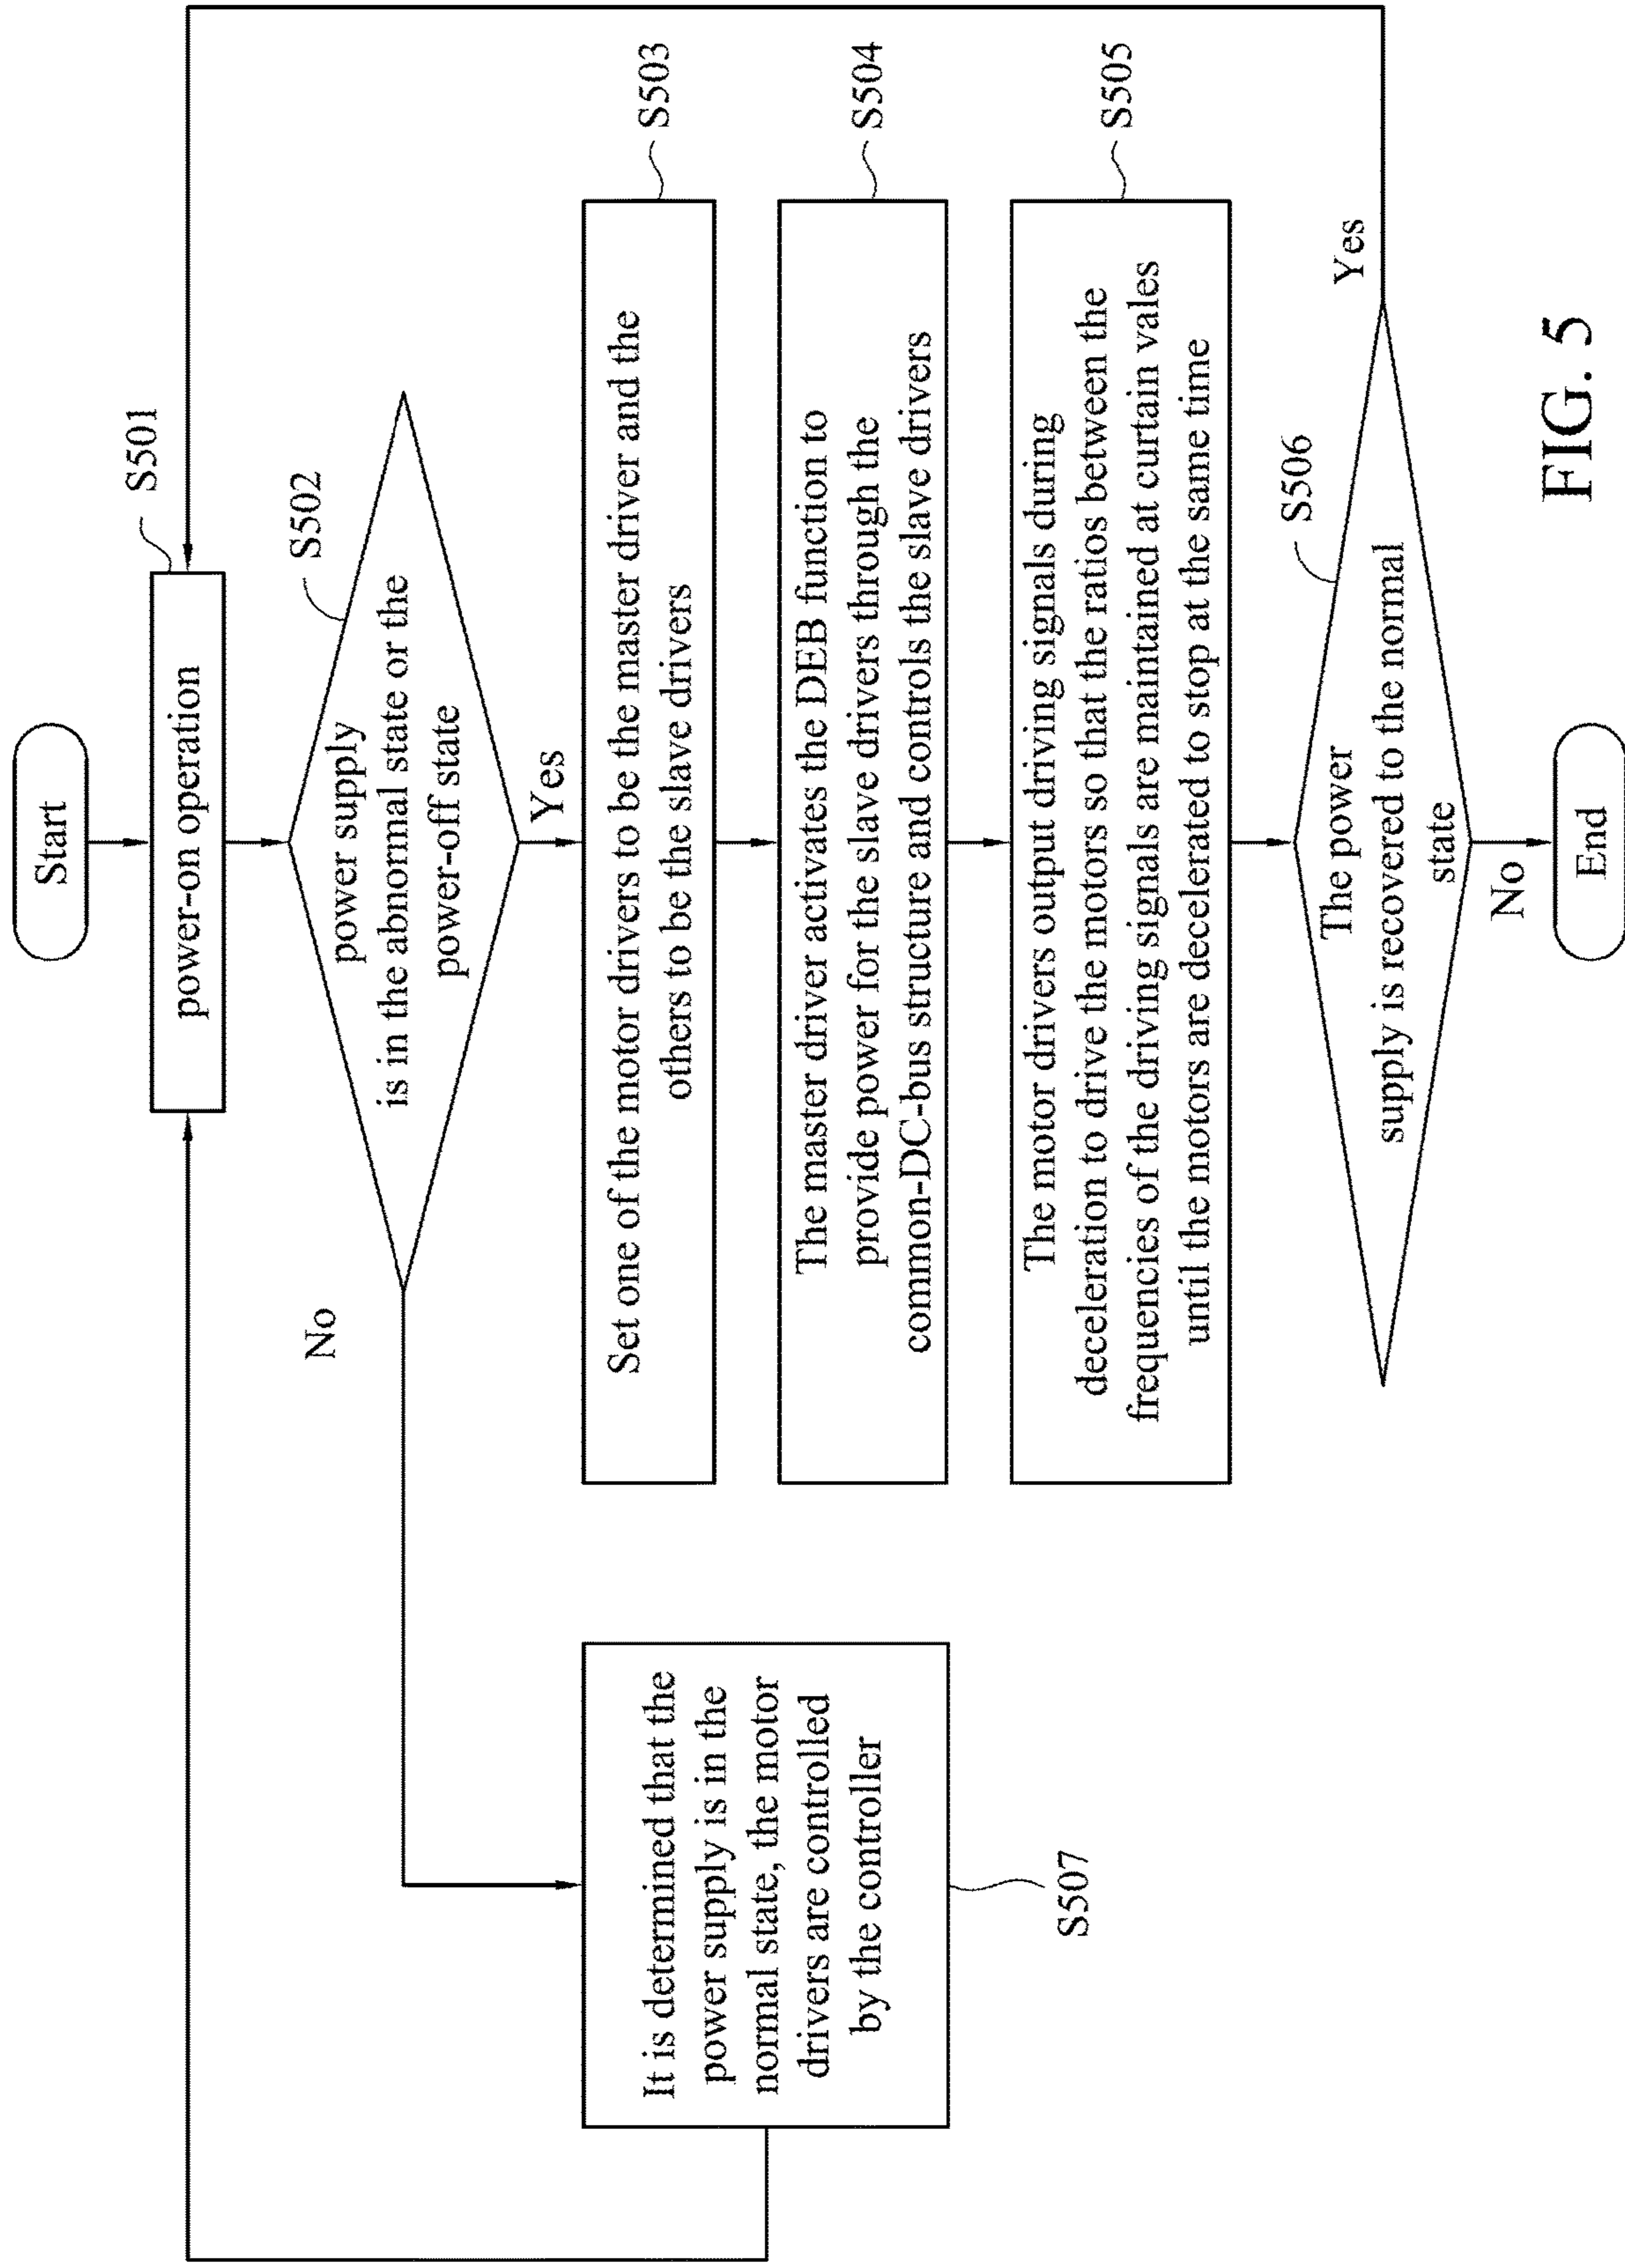 Start
power-on operation
S501
power supply
is in the abnormal state or the
power-off state
S502
No
Yes
Set one of the motor drivers to be the master driver and the
others to be the slave drivers
S503
The master driver activates the DEB function to
provide power for the slave drivers through the
common-DC-bus structure and controls the slave drivers
S504
The motor drivers output driving signals during
deceleration to drive the motors so that the ratios between the
frequencies of the driving signals are maintained at curtain vales
until the motors are decelerated to stop at the same time
S505
The power
supply is recovered to the normal
state
S506
Yes
No
End
It is determined that the
power supply is in the
normal state, the motor
drivers are controlled
by the controller
S507
FIG. 5